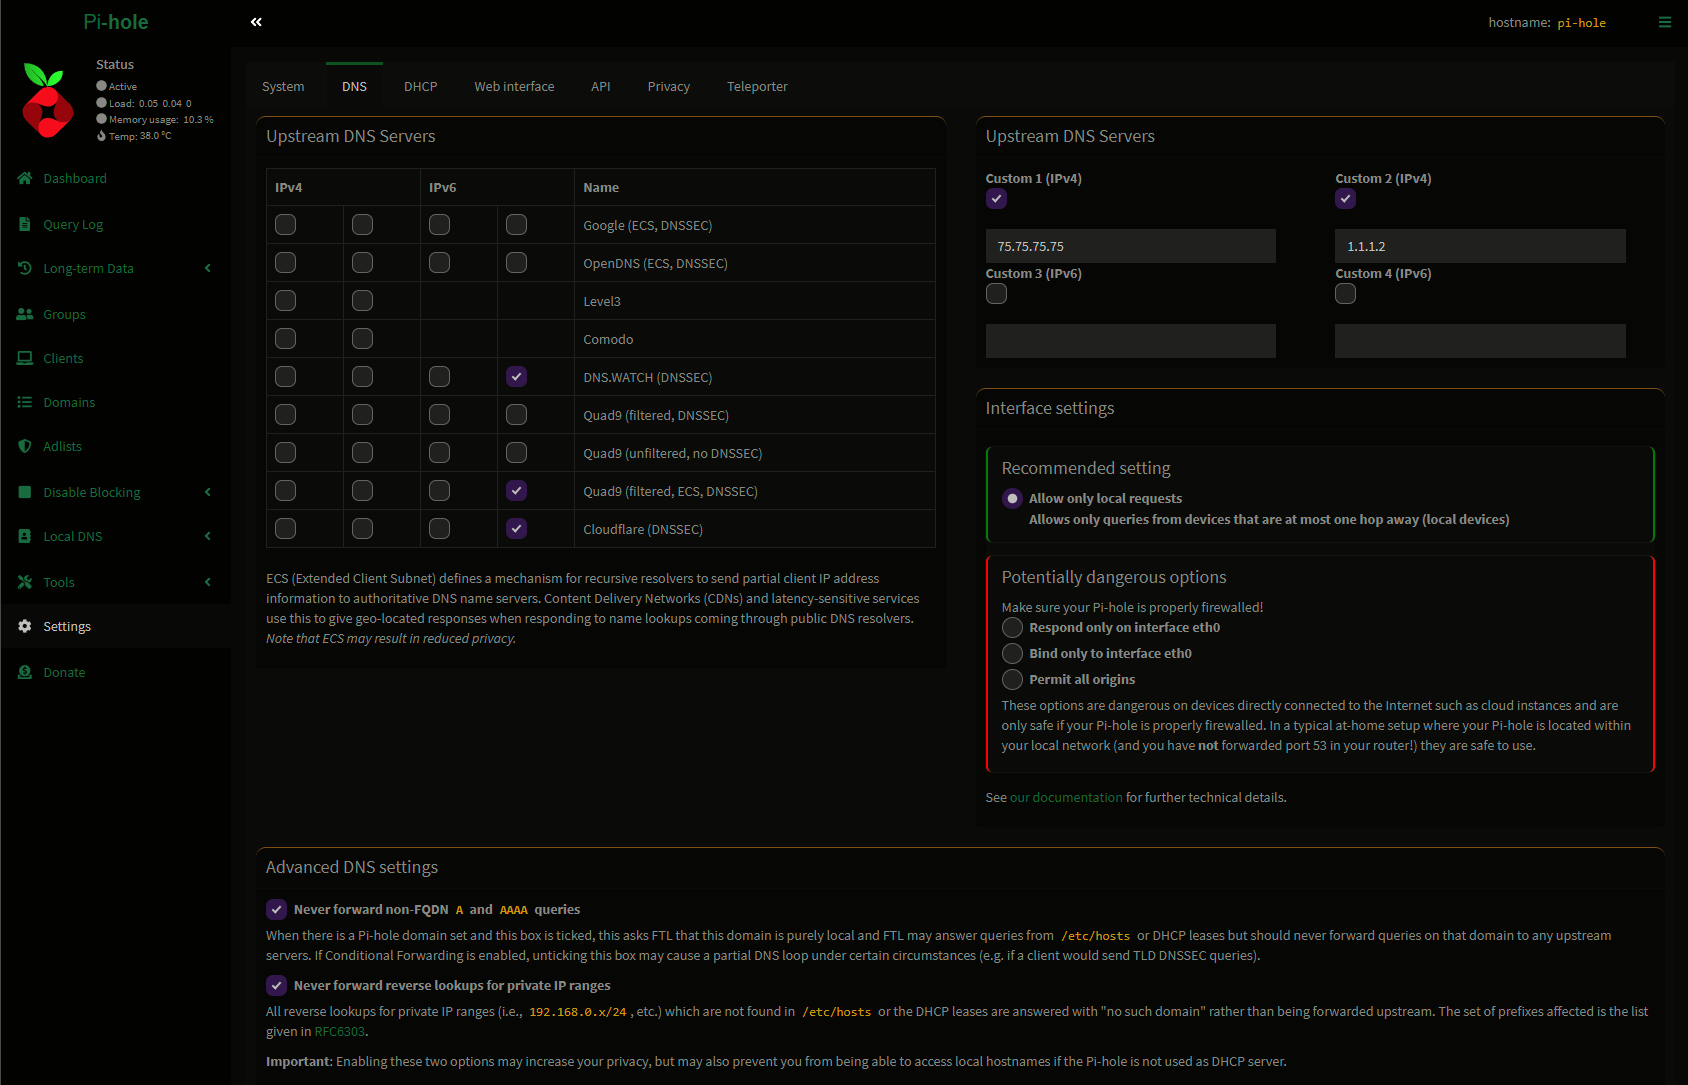 Pi-hole
hostname: pi-hole
Status
Active
Load: 0.05 0.04 0
Memory usage: 10.3 %
Temp: 38.0 °C
Dashboard
Query Log
Long-term Data
Groups
Clients
Domains
Adlists
Disable Blocking
Local DNS
Tools
Settings
Donate
System DNS DHCP Web interface API Privacy Teleporter
Upstream DNS Servers
IPv4 IPv6 Name
Google (ECS, DNSSEC)
OpenDNS (ECS, DNSSEC)
Level3
Comodo
DNS.WATCH (DNSSEC)
Quad9 (filtered, DNSSEC)
Quad9 (unfiltered, no DNSSEC)
Quad9 (filtered, ECS, DNSSEC)
Cloudflare (DNSSEC)
ECS (Extended Client Subnet) defines a mechanism for recursive resolvers to send partial client IP address
information to authoritative DNS name servers. Content Delivery Networks (CDNs) and latency-sensitive services
use this to give geo-located responses when responding to name lookups coming through public DNS resolvers.
Note that ECS may result in reduced privacy.
Upstream DNS Servers
Custom 1 (IPv4) Custom 2 (IPv4)
75.75.75.75 1.1.1.2
Custom 3 (IPv6) Custom 4 (IPv6)
Interface settings
Recommended setting
Allow only local requests
Allows only queries from devices that are at most one hop away (local devices)
Potentially dangerous options
Make sure your Pi-hole is properly firewalled!
Respond only on interface eth0
Bind only to interface eth0
Permit all origins
These options are dangerous on devices directly connected to the Internet such as cloud instances and are
only safe if your Pi-hole is properly firewalled. In a typical at-home setup where your Pi-hole is located within
your local network (and you have not forwarded port 53 in your router!) they are safe to use.
See our documentation for further technical details.
Advanced DNS settings
Never forward non-FQDN A and AAAA queries
When there is a Pi-hole domain set and this box is ticked, this asks FTL that this domain is purely local and FTL may answer queries from /etc/hosts or DHCP leases but should never forward queries on that domain to any upstream
servers. If Conditional Forwarding is enabled, unticking this box may cause a partial DNS loop under certain circumstances (e.g. if a client would send TLD DNSSEC queries).
Never forward reverse lookups for private IP ranges
All reverse lookups for private IP ranges (i.e., 192.168.0.x/24 , etc.) which are not found in /etc/hosts or the DHCP leases are answered with "no such domain" rather than being forwarded upstream. The set of prefixes affected is the list
given in RFC6303.
Important: Enabling these two options may increase your privacy, but may also prevent you from being able to access local hostnames if the Pi-hole is not used as DHCP server.